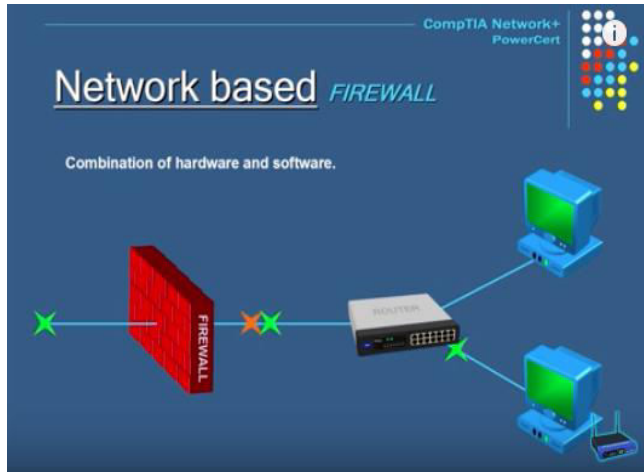 CompTIA Network+
PowerCert
i
Network based FIREWALL
Combination of hardware and software.
FIREWALL
ROUTER